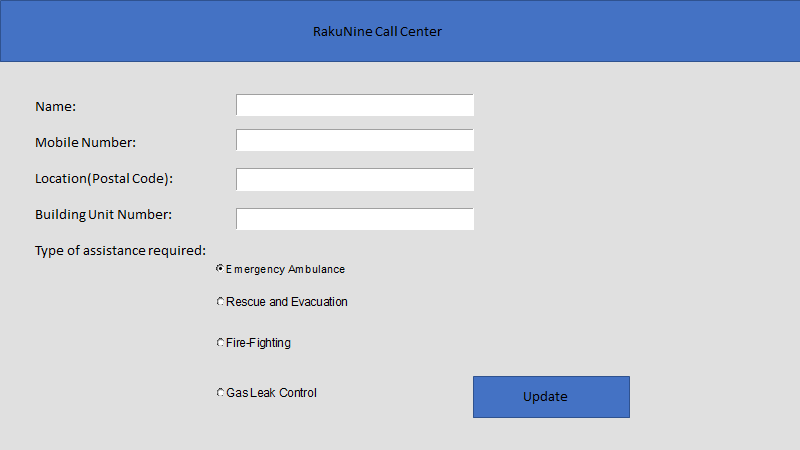 RakuNine Call Center
Name:
Mobile Number:
Location(Postal Code):
Building Unit Number:
Type of assistance required:
Emergency Ambulance
Rescue and Evacuation
Fire-Fighting
Gas Leak Control
Update